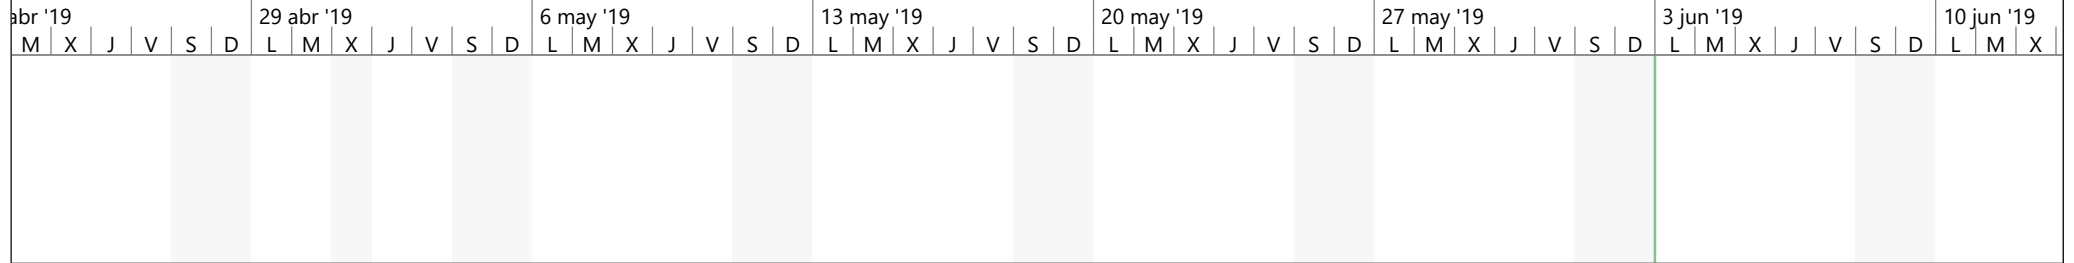 abr '19 29 abr '19 6 may '19 13 may '19 20 may '19 27 may '19 3 jun '19 10 jun '19
M X J V S D L M X J V S D L M X J V S D L M X J V S D L M X J V S D L M X J V S D L M X J V S D L M X